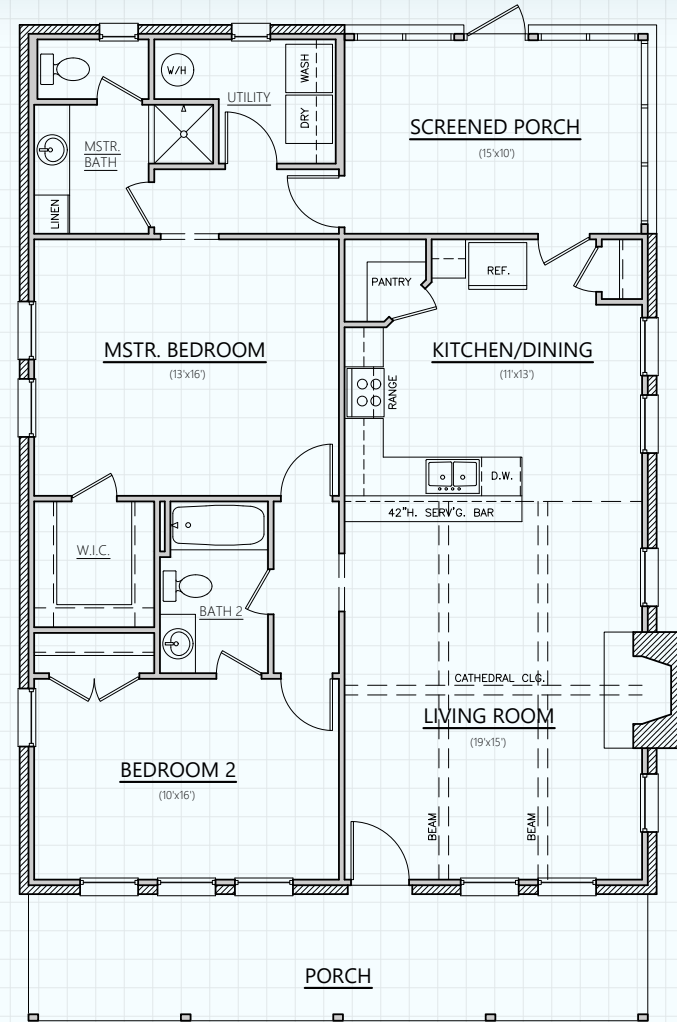 W/H
WASH
UTILITY
DRY
SCREENED PORCH
(15'x10')
MSTR.
BATH
LINEN
REF.
PANTRY
MSTR. BEDROOM
(13'x16')
KITCHEN/DINING
(11'x13')
RANGE
D.W.
42"H. SERV'G. BAR
W.I.C.
BATH 2
CATHEDRAL CLG.
LIVING ROOM
(19'x15')
BEDROOM 2
(10'x16')
BEAM
BEAM
PORCH